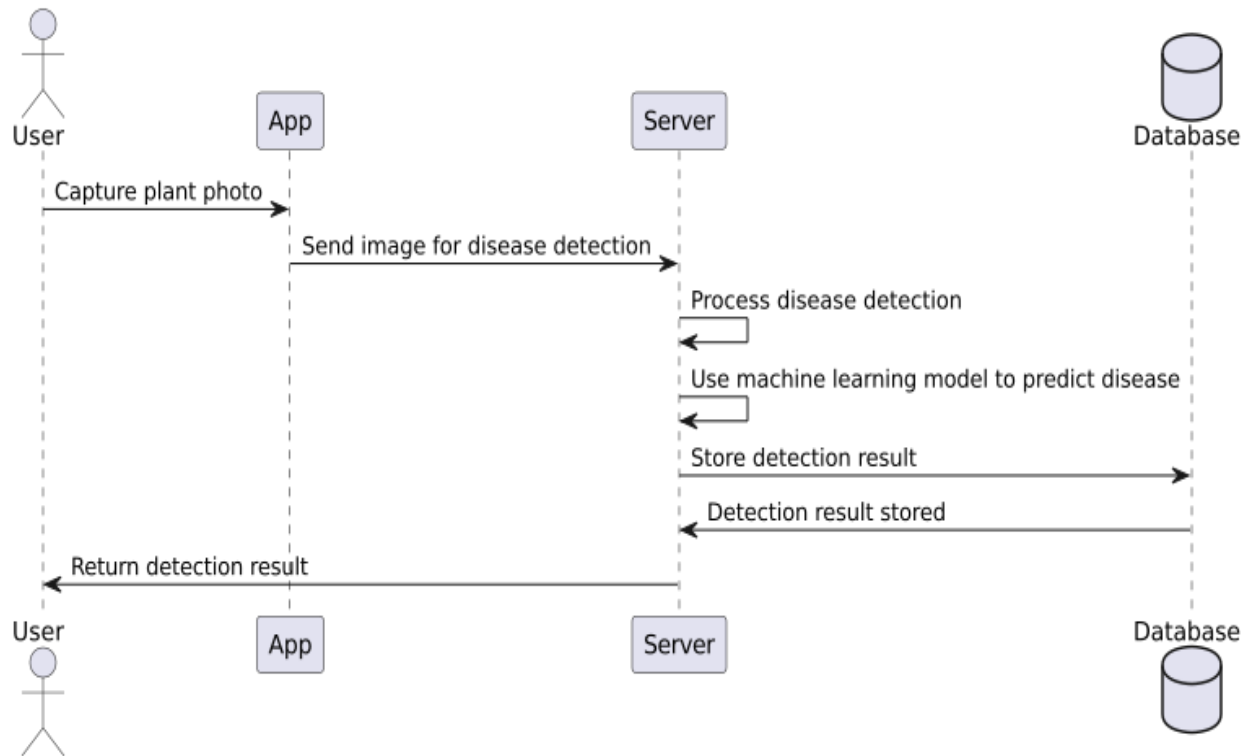 User
App
Server
Database
Capture plant photo
Send image for disease detection
Process disease detection
Use machine learning model to predict disease
Store detection result
Detection result stored
Return detection result
User
App
Server
Database